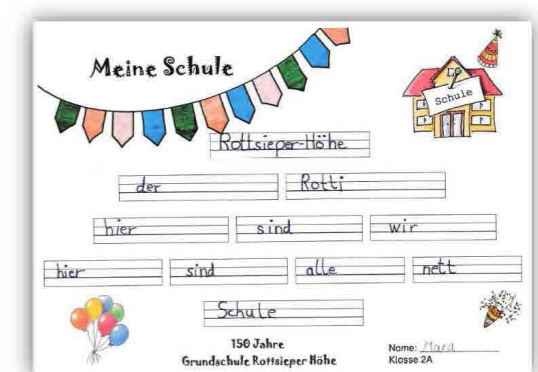 Meine Schule
Schule
Rottsieper-Höhe
der Rotti
hier sind wir
hier sind alle nett
Schule
150 Jahre
Grundschule Rottsieper Höhe
Name: Mara
Klasse 2A